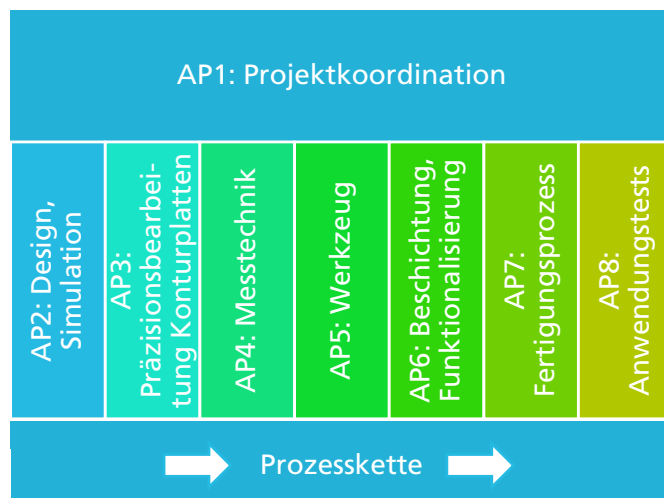 AP1: Projektkoordination
AP2: Design,
Simulation
AP3:
Präzisionsbearbei-
tung Konturplatten
AP4: Messtechnik
AP5: Werkzeug
AP6: Beschichtung,
Funktionalisierung
AP7:
Fertigungsprozess
AP8:
Anwendungstests
Prozesskette